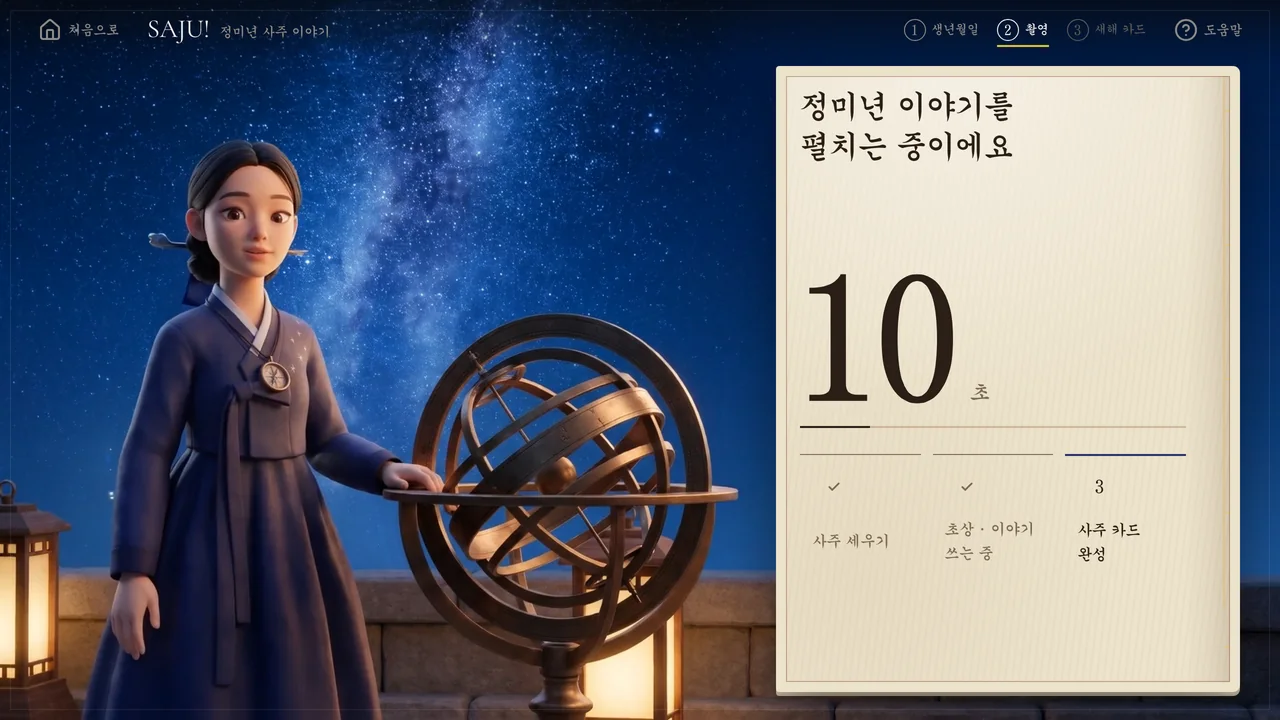 처음으로
SAJU! 정미년 사주 이야기
1 생년월일
2 촬영
3 새해 카드
? 도움말
정미년 이야기를
펼치는 중이에요
10 초
3
사주 세우기
초상 · 이야기
쓰는 중
사주 카드
완성